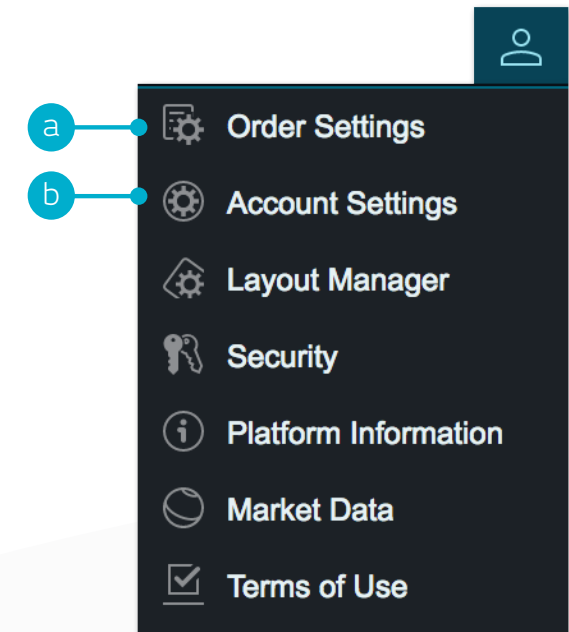 a Order Settings
b Account Settings
Layout Manager
Security
Platform Information
Market Data
Terms of Use